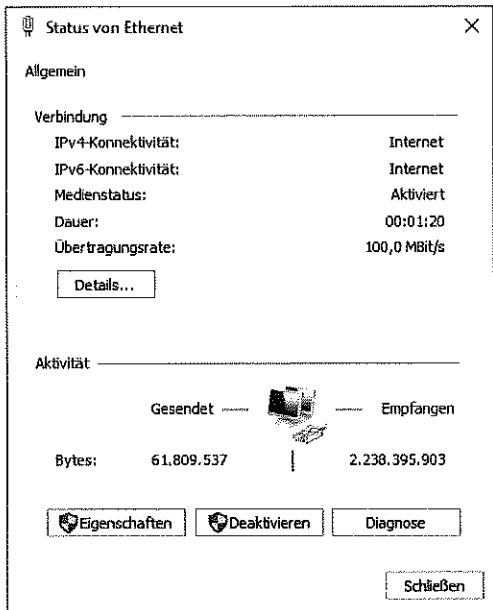 Status von Ethernet
Allgemein
Verbindung
IPv4-Konnektivität: Internet
IPv6-Konnektivität: Internet
Medienstatus: Aktiviert
Dauer: 00:01:20
Übertragungsrate: 100,0 MBit/s
Details...
Aktivität
Gesendet Empfangen
Bytes: 61.809.537 2.238.395.903
Eigenschaften Deaktivieren Diagnose
Schließen